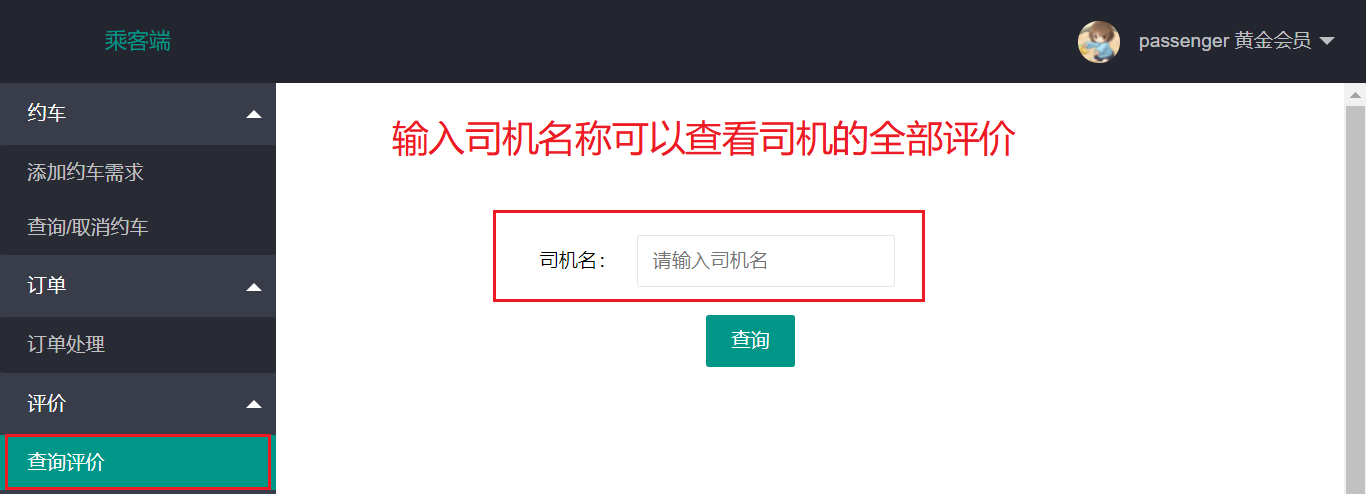 乘客端
passenger 黄金会员
约车
添加约车需求
查询/取消约车
订单
订单处理
评价
查询评价
输入司机名称可以查看司机的全部评价
司机名：
请输入司机名
查询